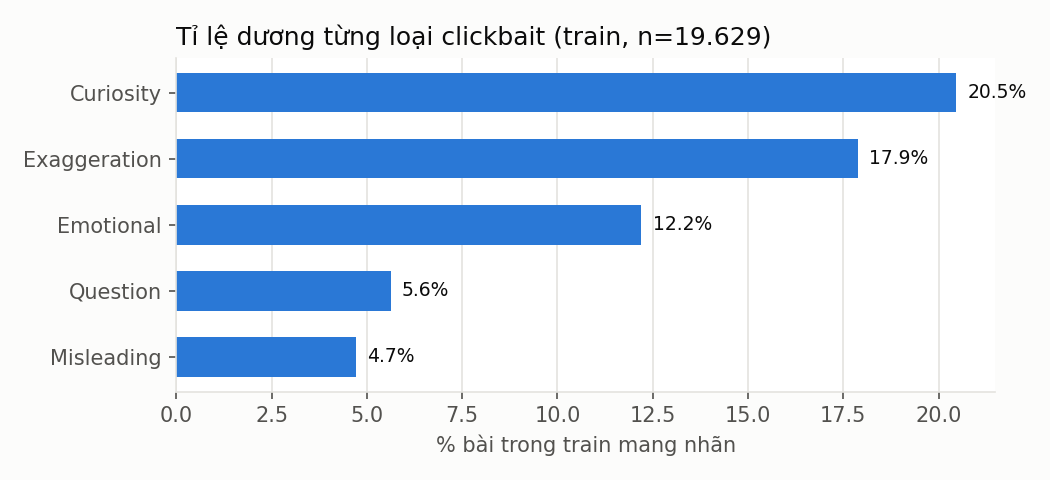 Tỉ lệ dương từng loại clickbait (train, n=19.629)
Curiosity 20.5%
Exaggeration 17.9%
Emotional 12.2%
Question 5.6%
Misleading 4.7%
0.0 2.5 5.0 7.5 10.0 12.5 15.0 17.5 20.0
% bài trong train mang nhãn